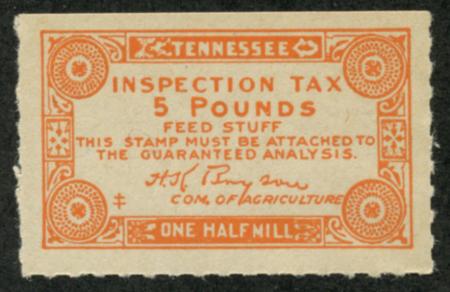 TENNESSEE
INSPECTION TAX
5 POUNDS
FEED STUFF
THIS STAMP MUST BE ATTACHED TO
THE GUARANTEED ANALYSIS.
H.K. Bryson
COM. OF AGRICULTURE
ONE HALF MILL